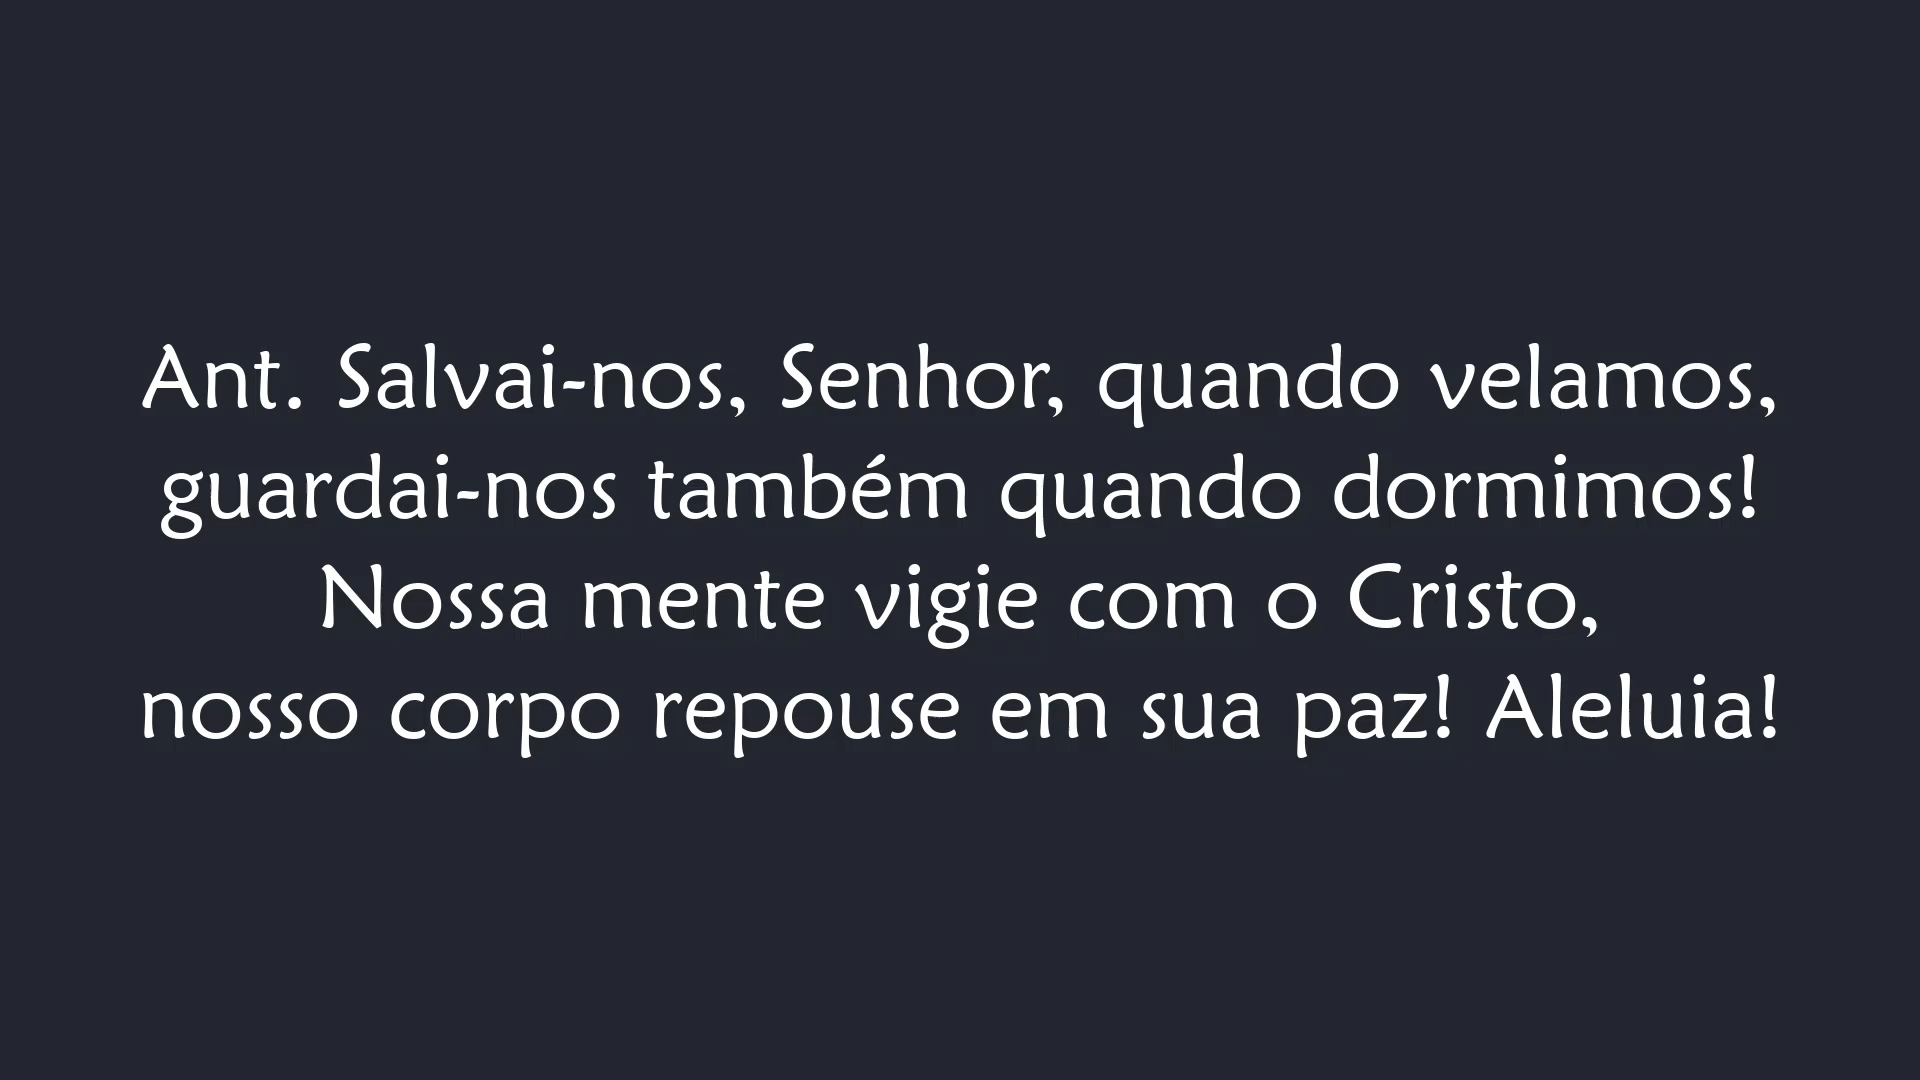 Ant. Salvai-nos, Senhor, quando velamos,
guardai-nos também quando dormimos!
Nossa mente vigie com o Cristo,
nosso corpo repouse em sua paz! Aleluia!